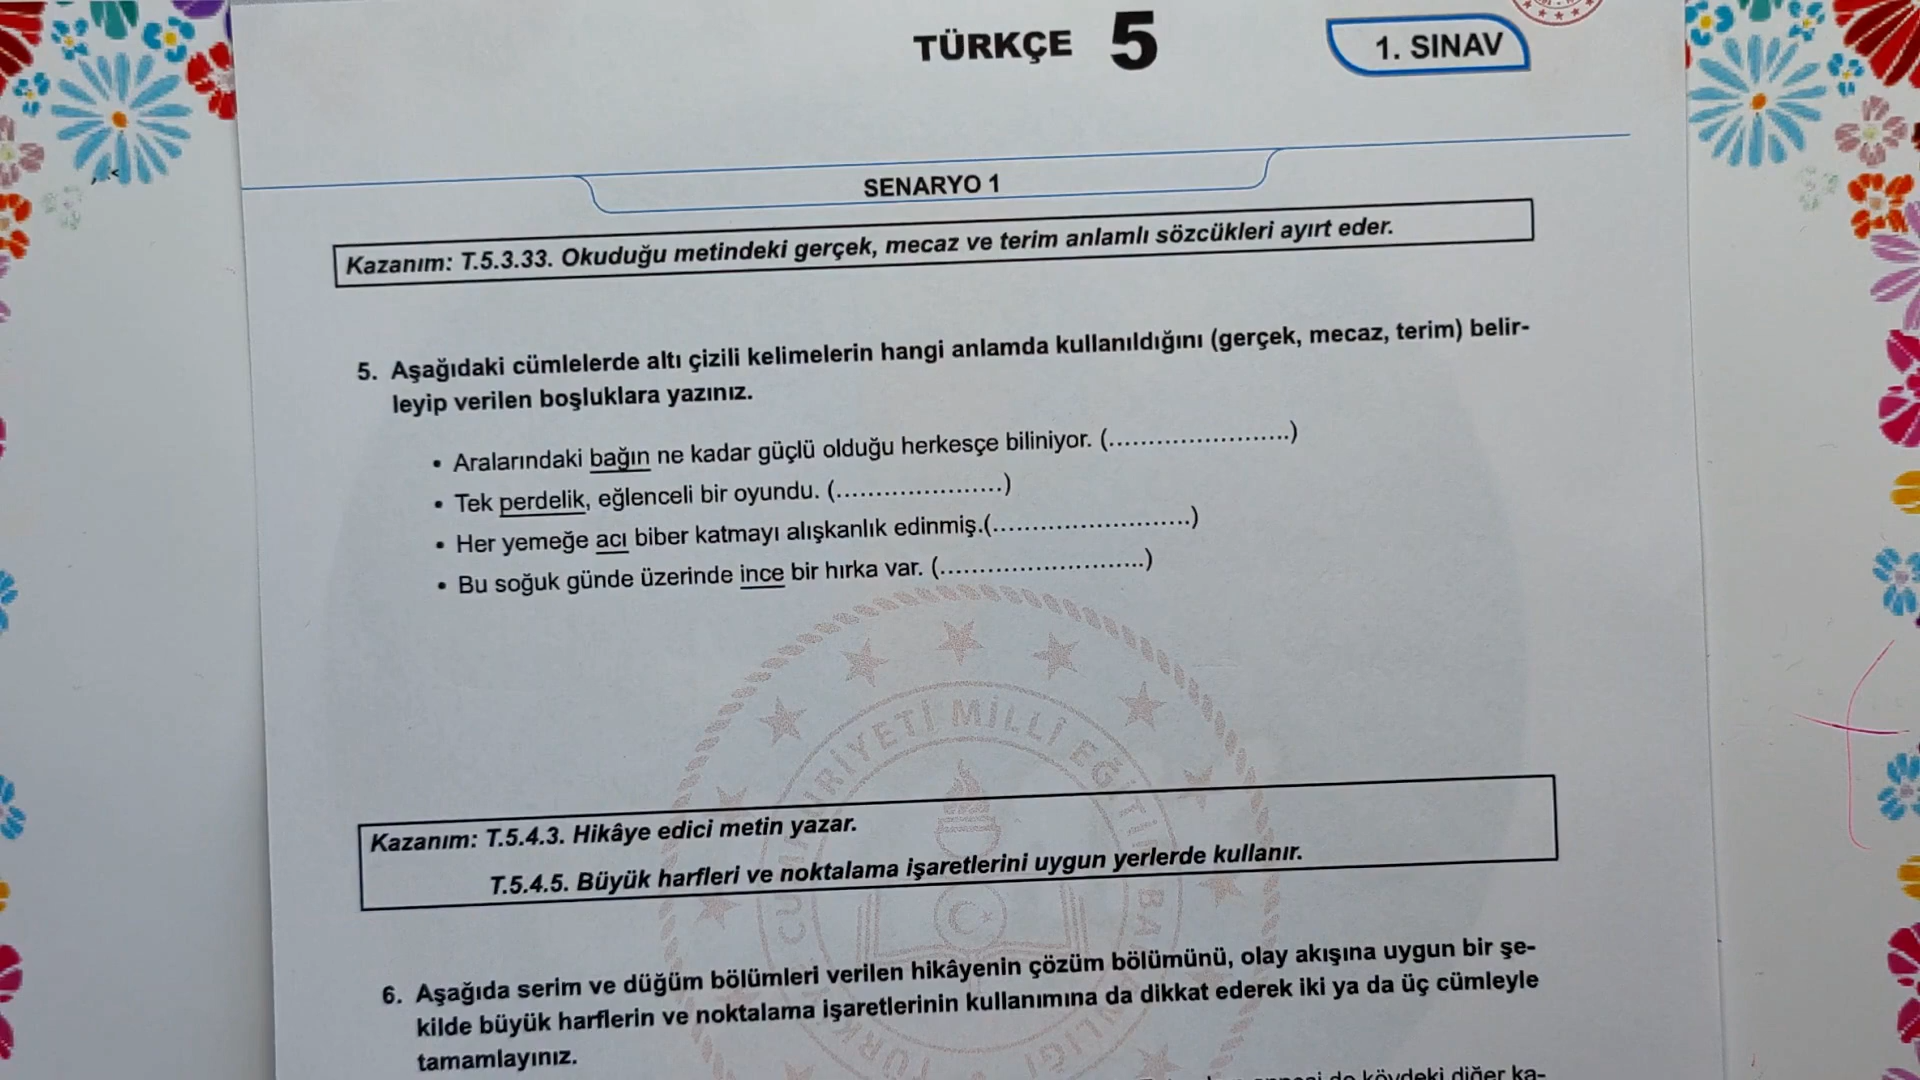 TÜRKÇE 5
1. SINAV
SENARYO 1
Kazanım: T.5.3.33. Okuduğu metindeki gerçek, mecaz ve terim anlamlı sözcükleri ayırt eder.
5. Aşağıdaki cümlelerde altı çizili kelimelerin hangi anlamda kullanıldığını (gerçek, mecaz, terim) belir-
leyip verilen boşluklara yazınız.
• Aralarındaki bağın ne kadar güçlü olduğu herkesçe biliniyor. (.......................)
• Tek perdelik, eğlenceli bir oyundu. (.....................)
• Her yemeğe acı biber katmayı alışkanlık edinmiş.(.........................)
• Bu soğuk günde üzerinde ince bir hırka var. (..........................)
Kazanım: T.5.4.3. Hikâye edici metin yazar.
T.5.4.5. Büyük harfleri ve noktalama işaretlerini uygun yerlerde kullanır.
6. Aşağıda serim ve düğüm bölümleri verilen hikâyenin çözüm bölümünü, olay akışına uygun bir şe-
kilde büyük harflerin ve noktalama işaretlerinin kullanımına da dikkat ederek iki ya da üç cümleyle
tamamlayınız.
de köydeki diğer ka-